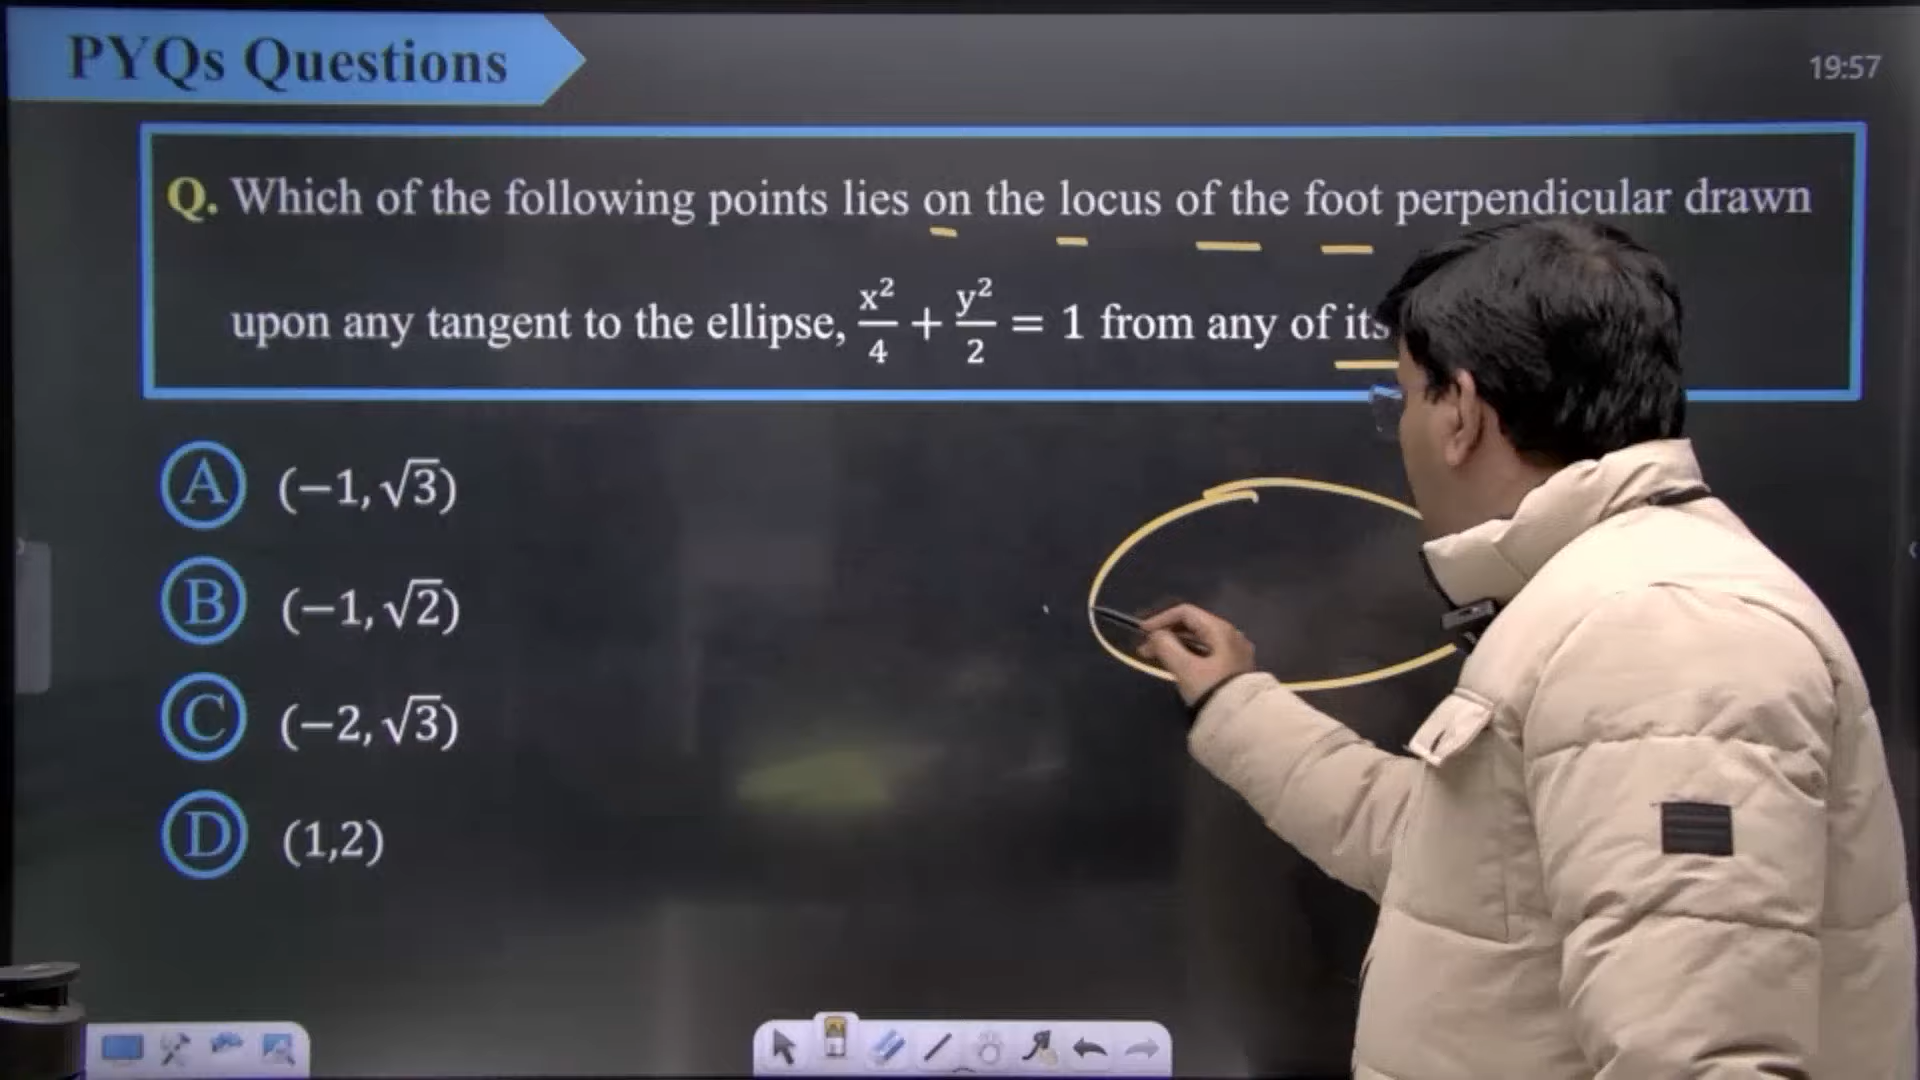 PYQs Questions
19:57
Q. Which of the following points lies on the locus of the foot perpendicular drawn
upon any tangent to the ellipse, x²/4 + y²/2 = 1 from any of its
A (−1, √3)
B (−1, √2)
C (−2, √3)
D (1,2)